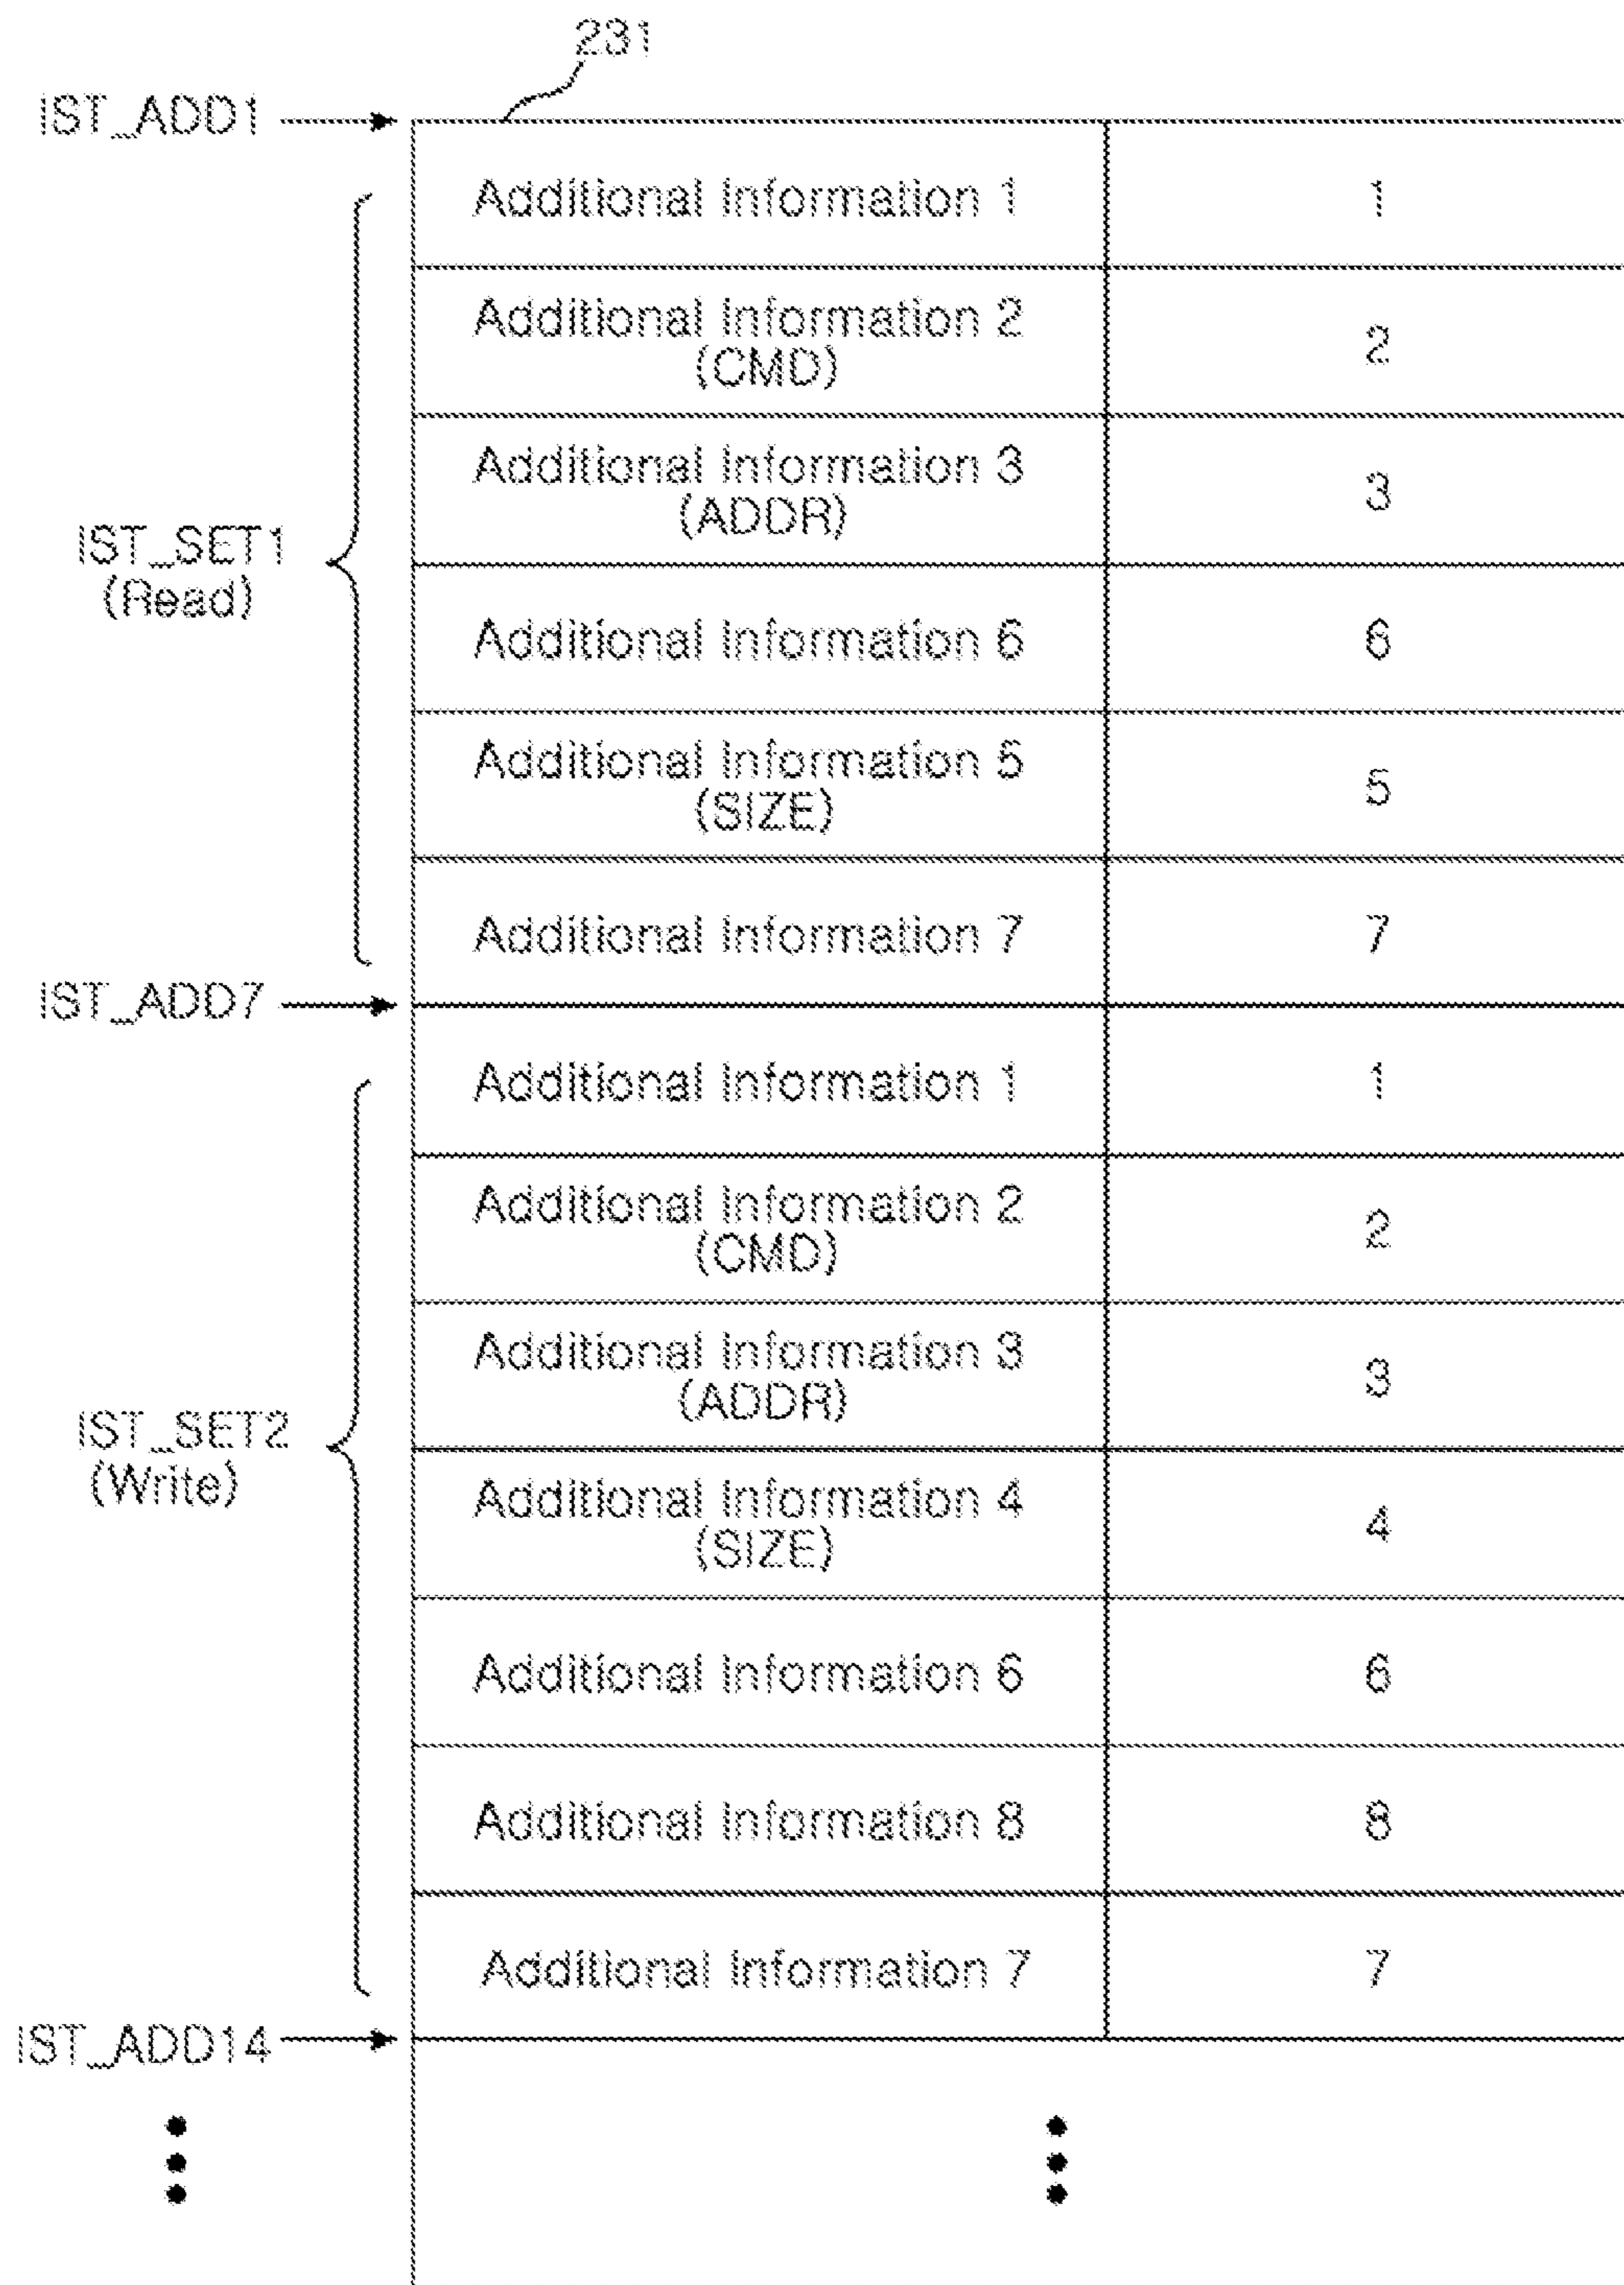 231
IST_ADD1
Additional Information 1 1
Additional Information 2
(CMD) 2
Additional Information 3
(ADDR) 3
IST_SET1
(Read)
Additional Information 6 6
Additional Information 5
(SIZE) 5
Additional Information 7 7
IST_ADD7
Additional Information 1 1
Additional Information 2
(CMD) 2
Additional Information 3
(ADDR) 3
IST_SET2
(Write)
Additional Information 4
(SIZE) 4
Additional Information 6 6
Additional Information 8 8
Additional Information 7 7
IST_ADD14